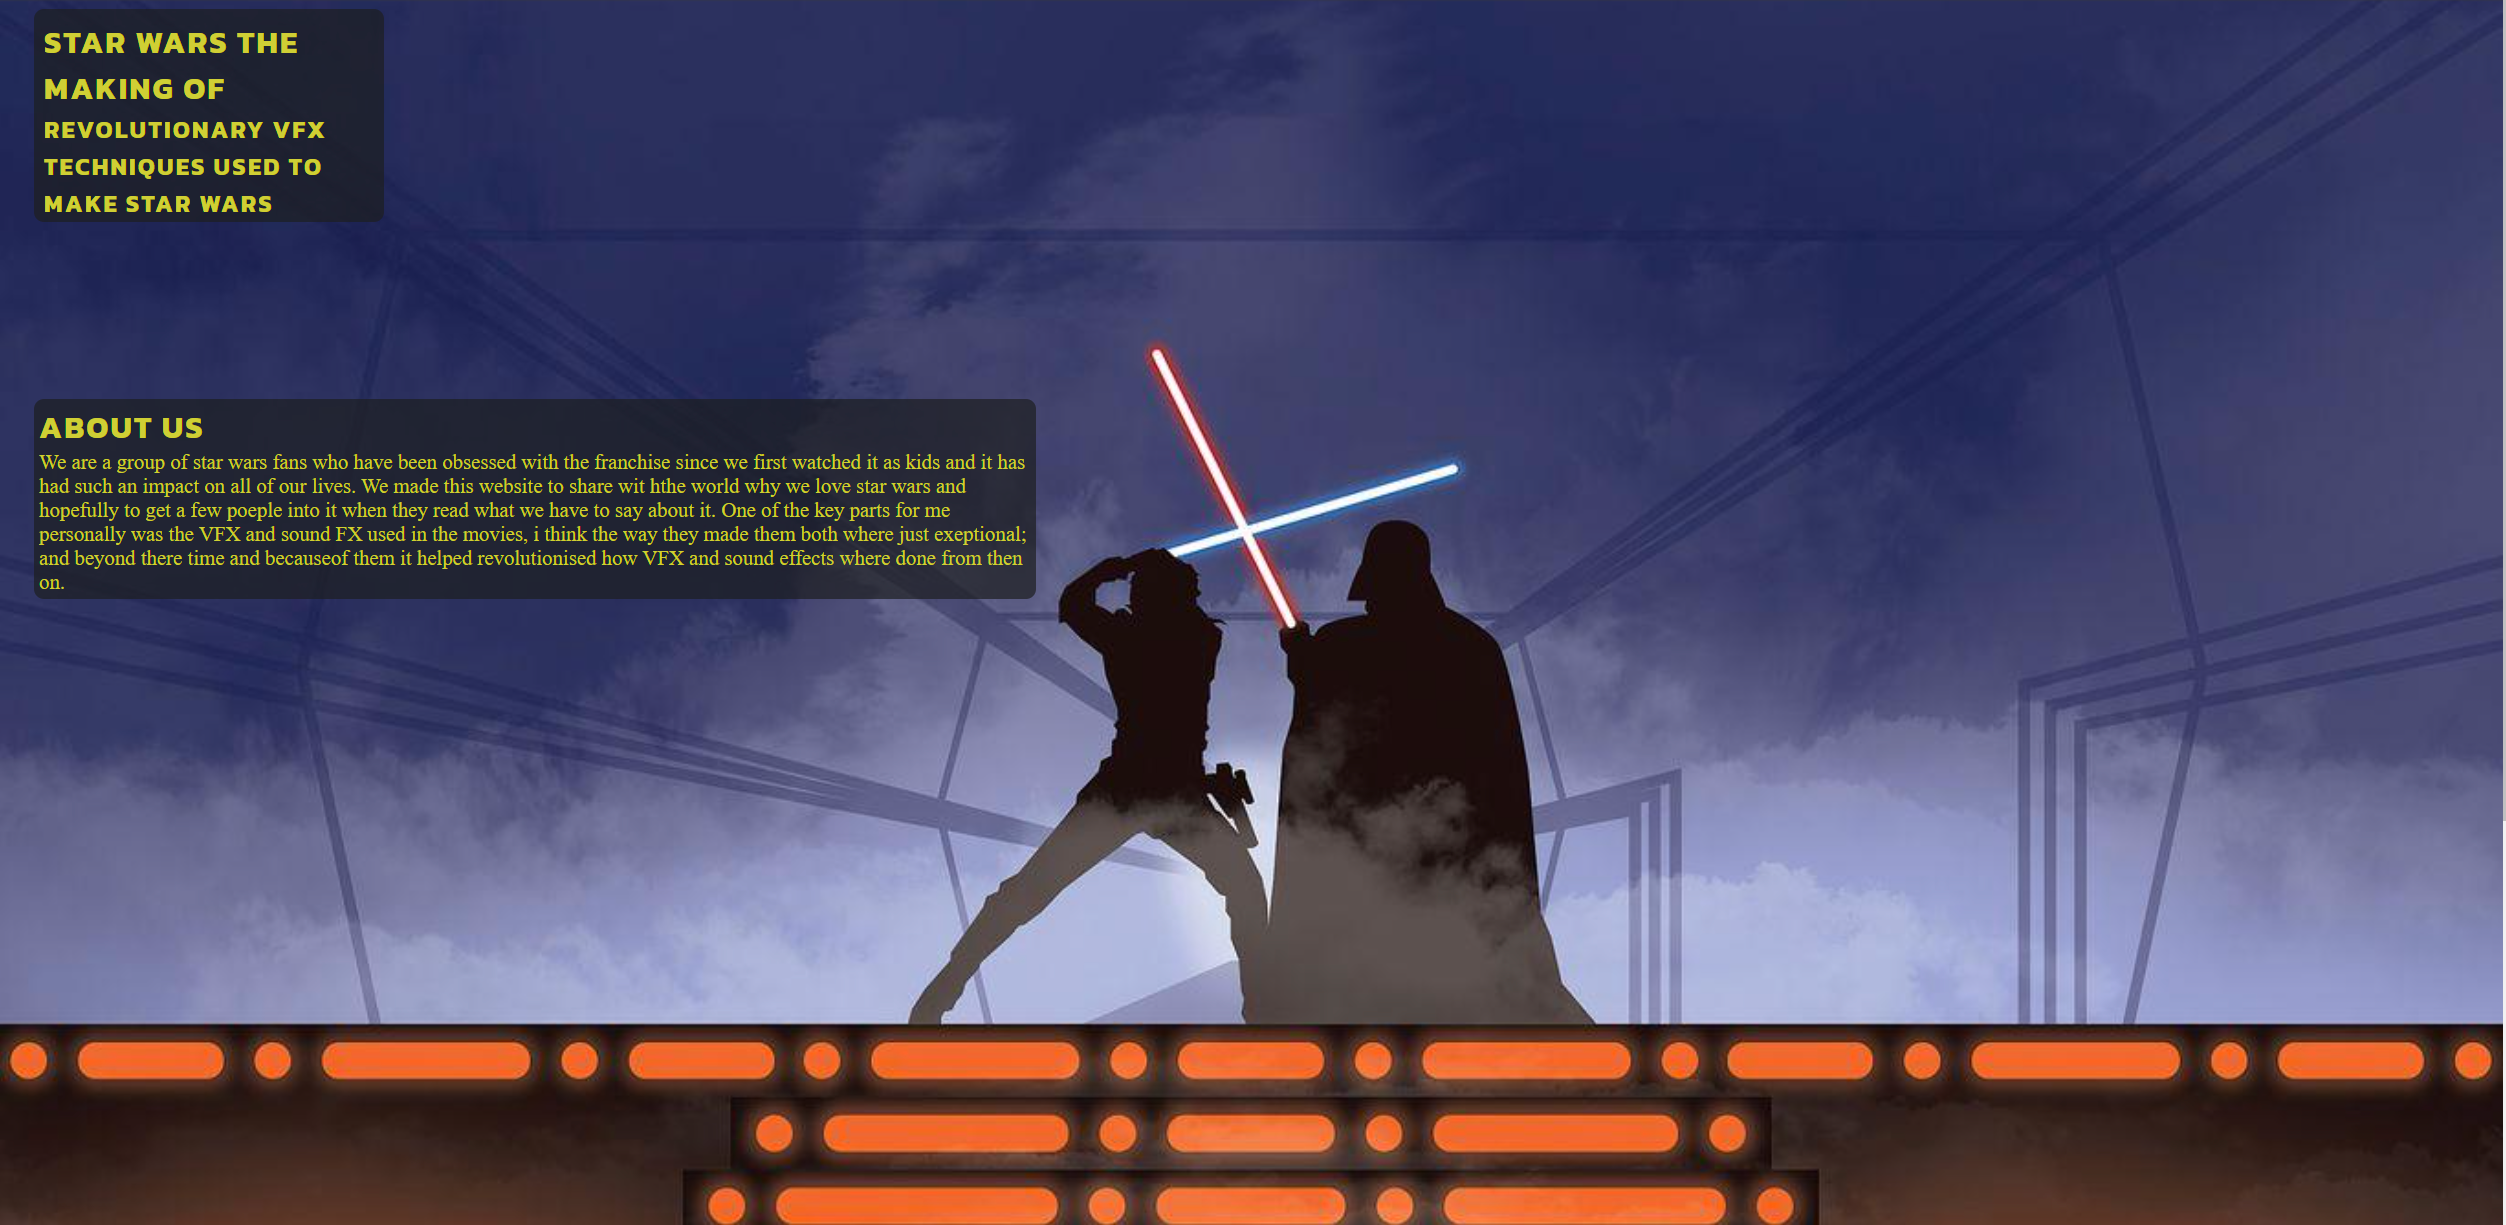 STAR WARS THE
MAKING OF
REVOLUTIONARY VFX
TECHNIQUES USED TO
MAKE STAR WARS
ABOUT US
We are a group of star wars fans who have been obsessed with the franchise since we first watched it as kids and it has
had such an impact on all of our lives. We made this website to share wit hthe world why we love star wars and
hopefully to get a few poeple into it when they read what we have to say about it. One of the key parts for me
personally was the VFX and sound FX used in the movies, i think the way they made them both where just exeptional;
and beyond there time and becauseof them it helped revolutionised how VFX and sound effects where done from then
on.